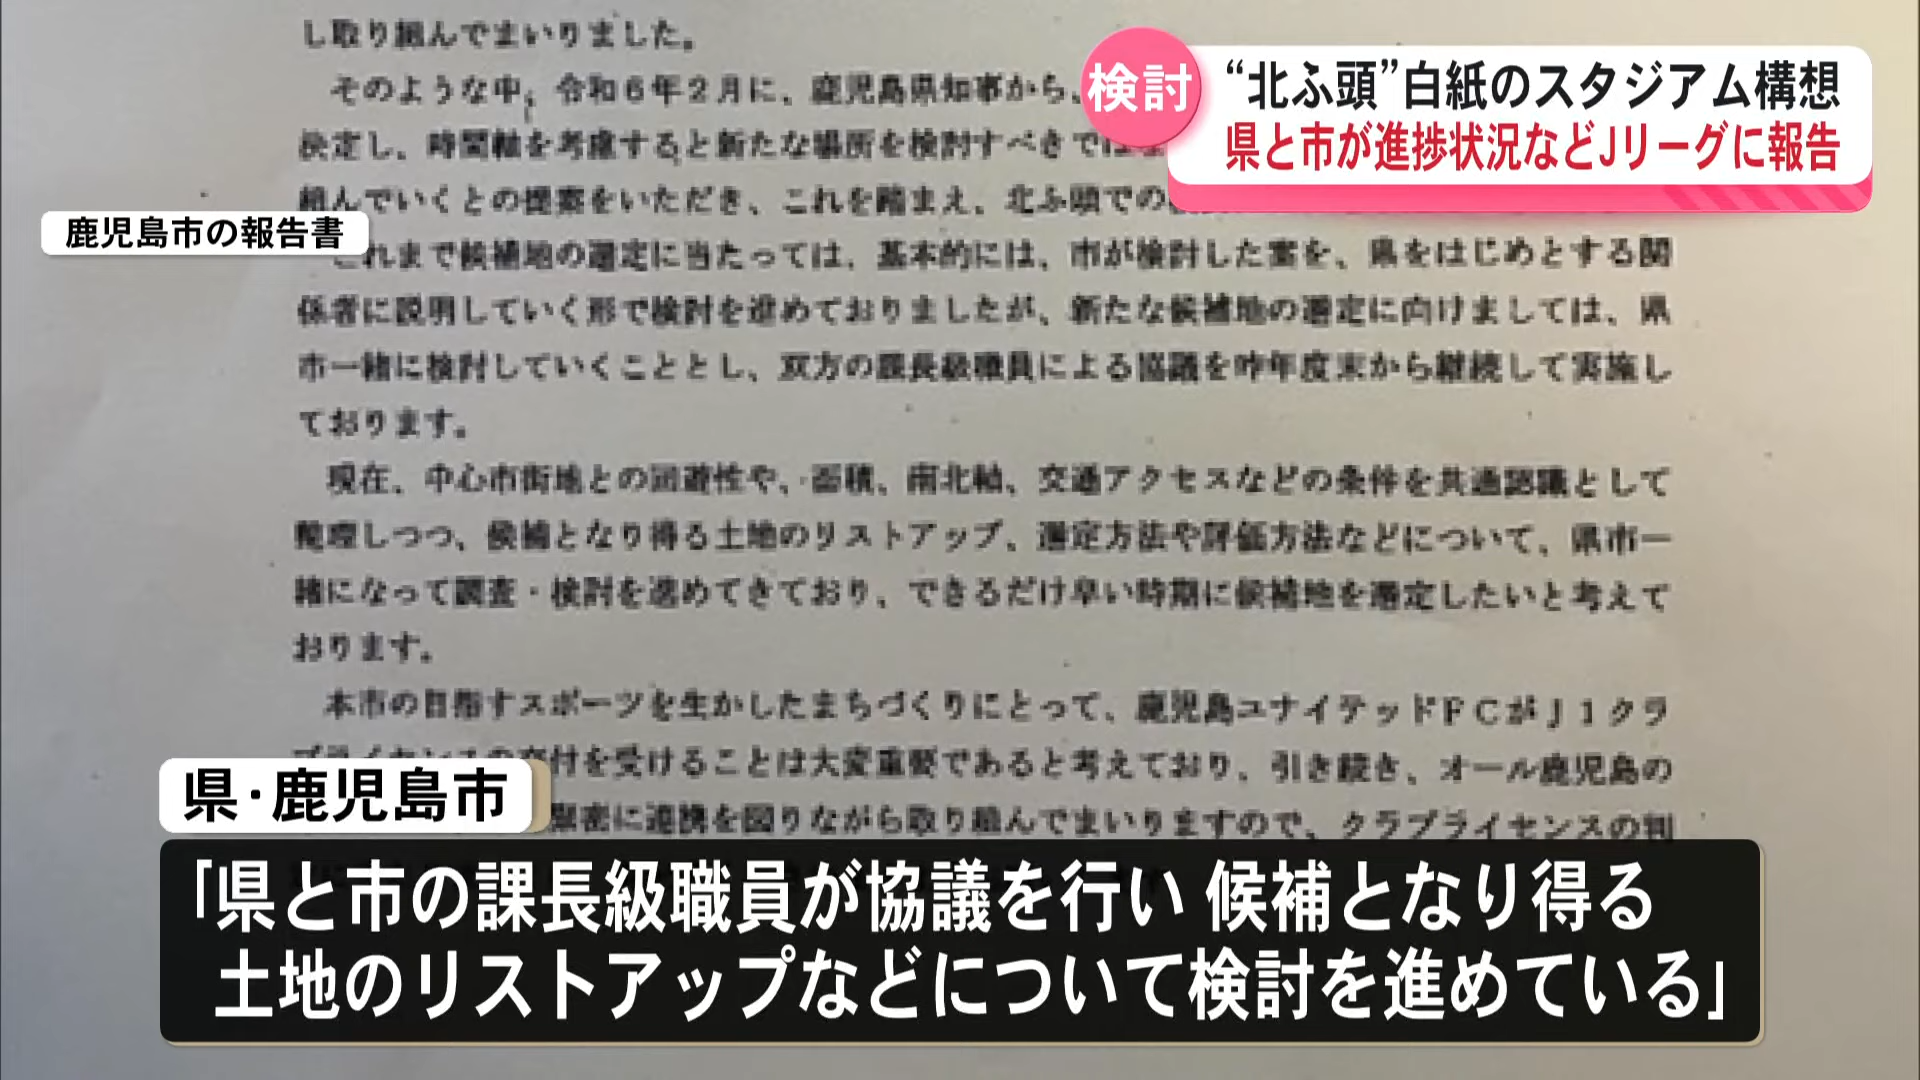 し取り組んでまいりました。
そのような中、令和６年２月に、鹿児島県知事から、
決定し、時間軸を考慮すると新たな場所を検討すべきでは
組んでいくとの提案をいただき、これを踏まえ、北ふ頭での
これまで候補地の選定に当たっては、基本的には、市が検討した案を、県をはじめとする関
係者に説明していく形で検討を進めておりましたが、新たな候補地の選定に向けましては、県
市一緒に検討していくこととし、双方の課長級職員による協議を昨年度末から継続して実施し
ております。
現在、中心市街地との回遊性や、面積、南北軸、交通アクセスなどの条件を共通認識として
整理しつつ、候補となり得る土地のリストアップ、選定方法や評価方法などについて、県市一
緒になって調査・検討を進めてきており、できるだけ早い時期に候補地を選定したいと考えて
おります。
本市の目指すスポーツを生かしたまちづくりにとって、鹿児島ユナイテッドＦＣがＪ１クラ
ブライセンスの交付を受けることは大変重要であると考えており、引き続き、オール鹿児島の
緊密に連携を図りながら取り組んでまいりますので、クラブライセンスの判
検討
“北ふ頭”白紙のスタジアム構想
県と市が進捗状況などJリーグに報告
鹿児島市の報告書
県・鹿児島市
「県と市の課長級職員が協議を行い 候補となり得る
土地のリストアップなどについて検討を進めている」